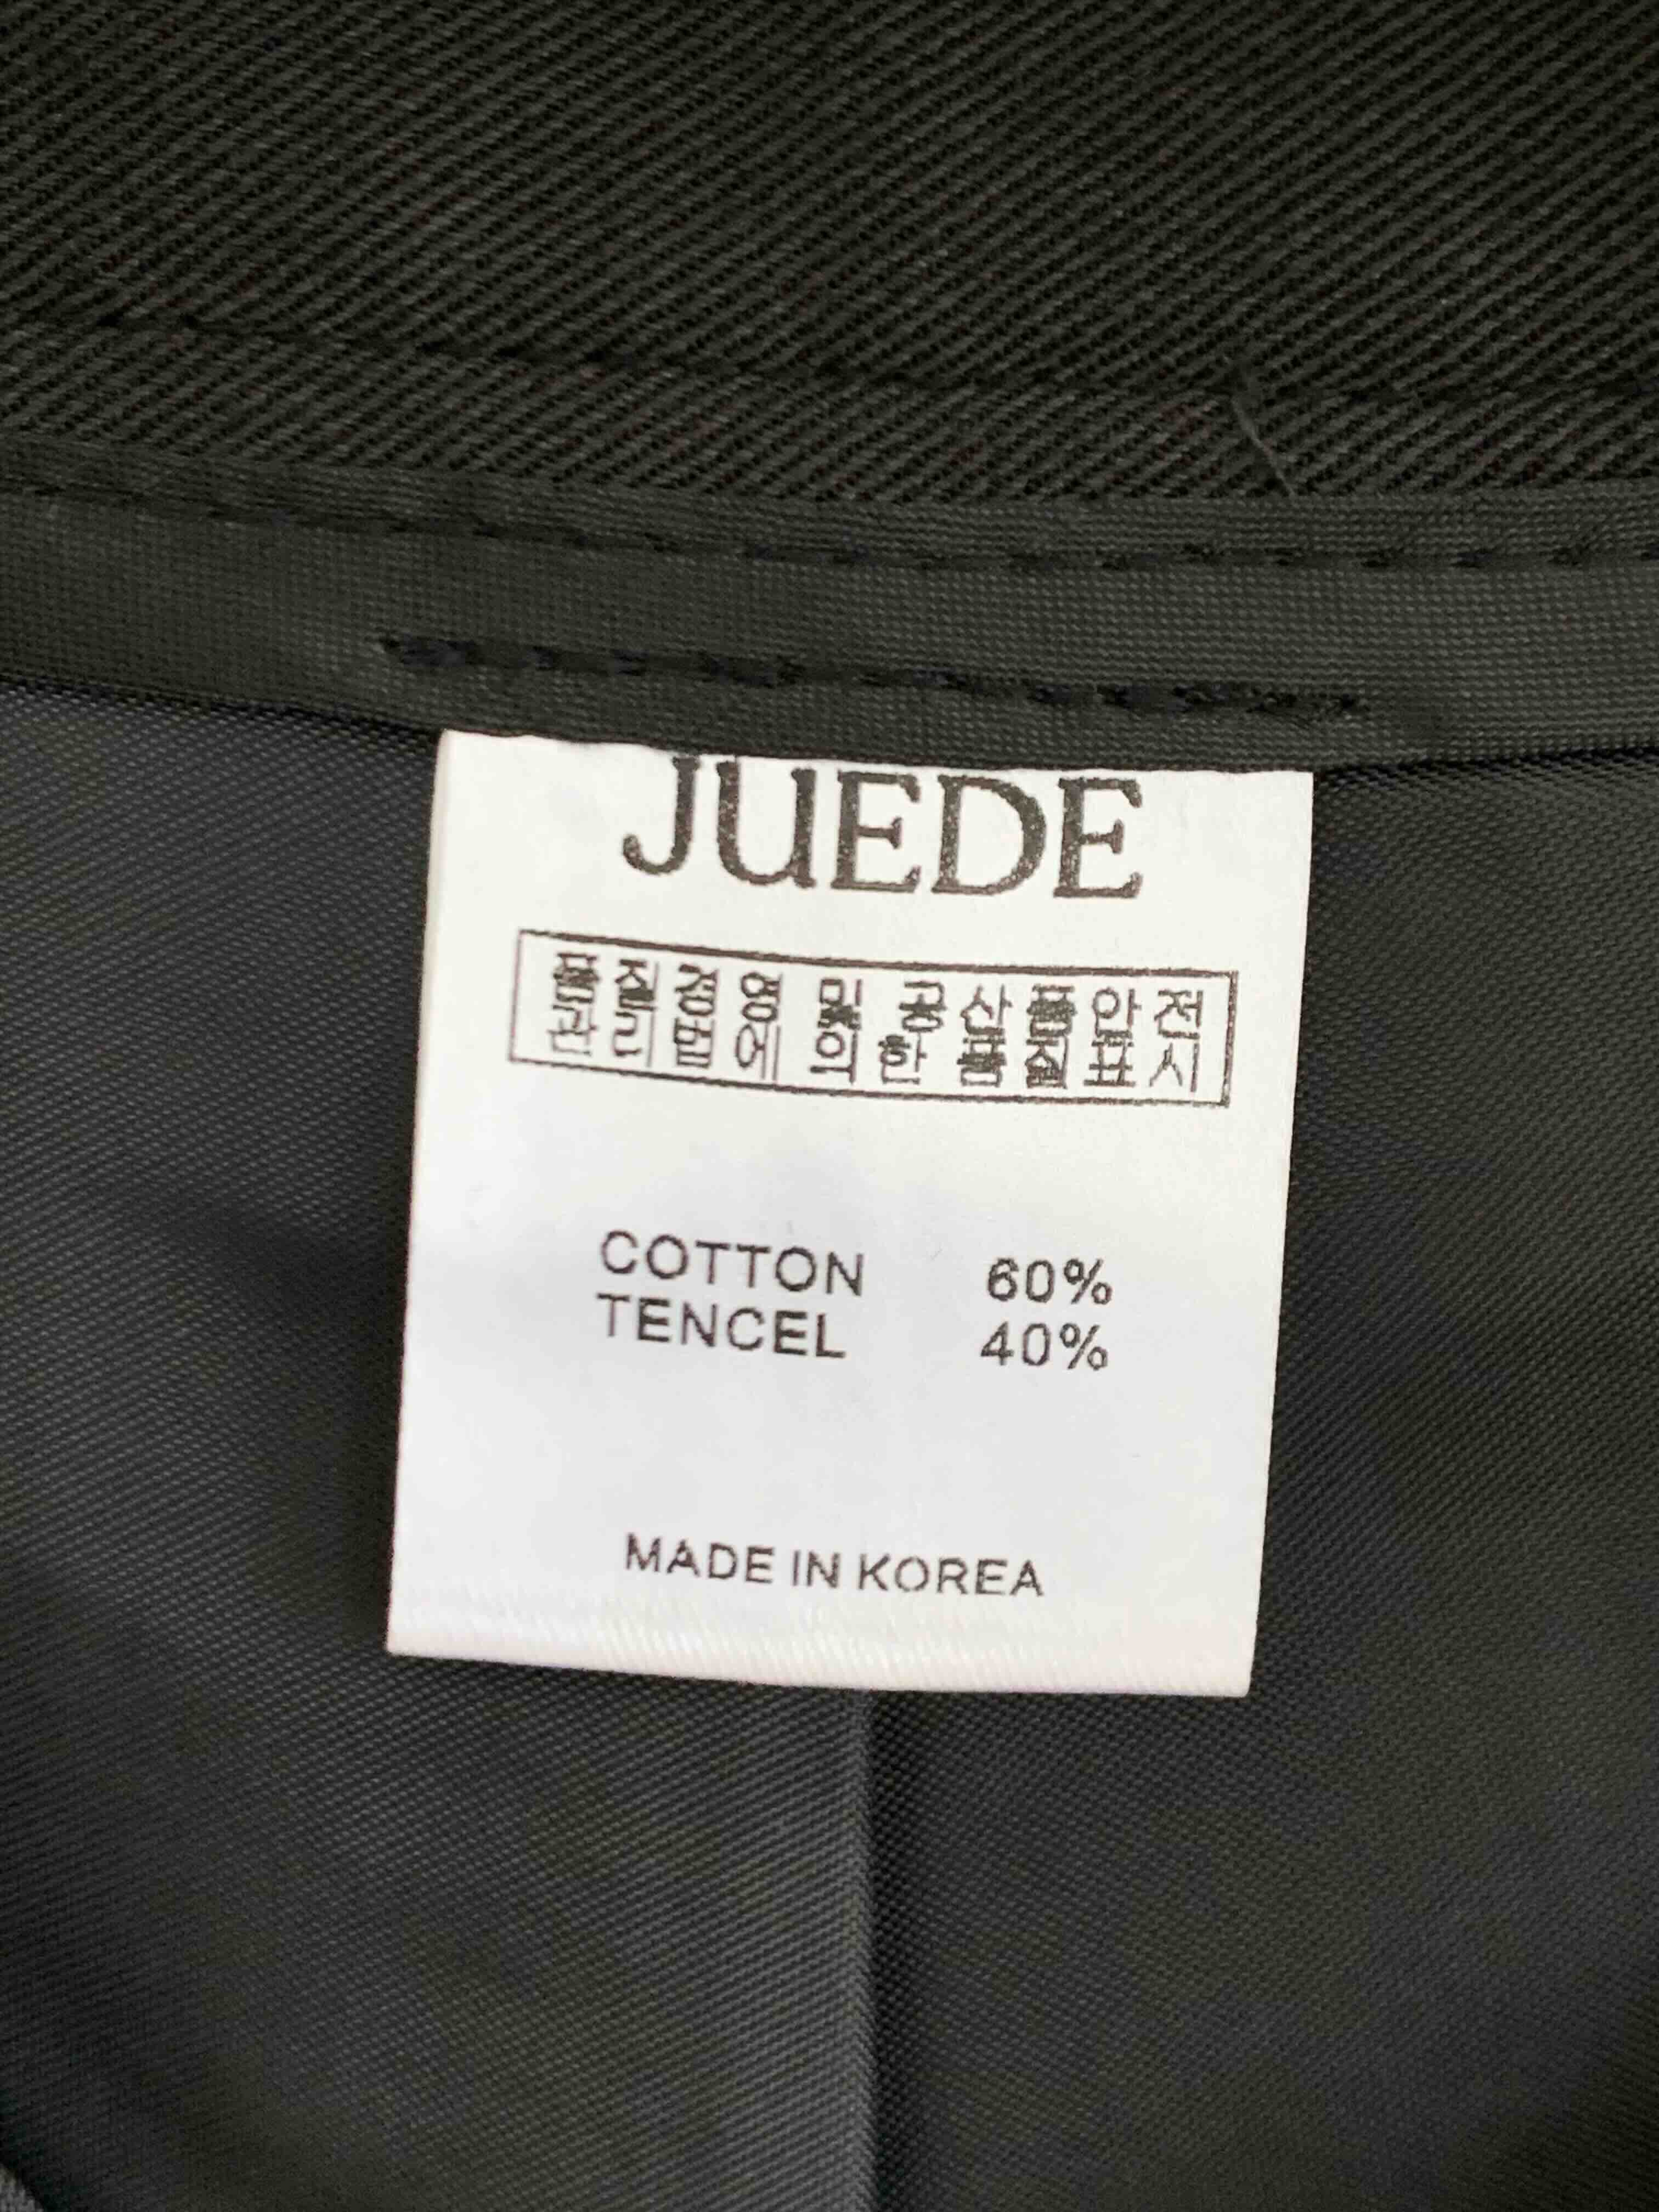 JUEDE
품질경영 및 공산품안전
관리법에 의한 품질표시
COTTON 60%
TENCEL 40%
MADE IN KOREA